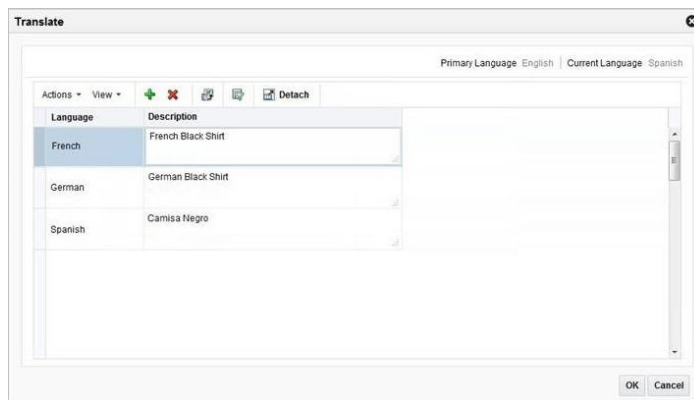 Translate
Primary Language English Current Language Spanish
Actions View Detach
Language Description
French French Black Shirt
German German Black Shirt
Spanish Camisa Negro
OK Cancel